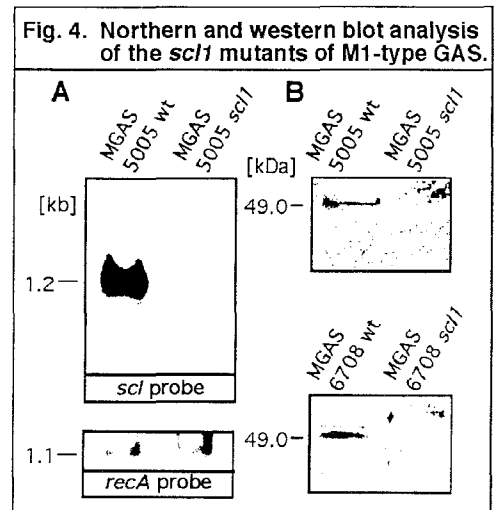 Fig. 4. Northern and western blot analysis
of the scl1 mutants of M1-type GAS.
A
MGAS
5005 wt
MGAS
5005 scl1
[kb]
1.2
scl probe
1.1
recA probe
B
[kDa]
MGAS
5005 wt
MGAS
5005 scl1
49.0
MGAS
6708 wt
MGAS
6708 scl1
49.0